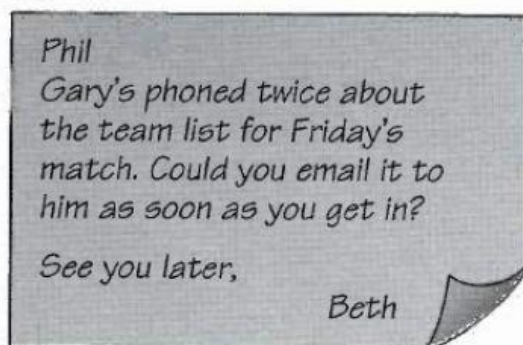 Phil
Gary's phoned twice about
the team list for Friday's
match. Could you email it to
him as soon as you get in?
See you later,
Beth